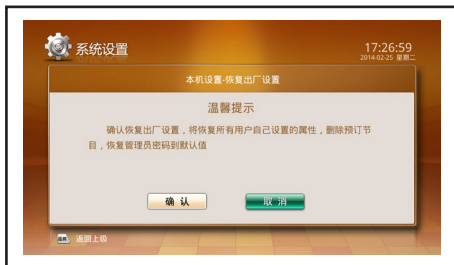 系统设置
17:26:59
2014-02-25 星期二
本机设置-恢复出厂设置
温馨提示
确认恢复出厂设置，将恢复所有用户自己设置的属性，删除预订节
目，恢复管理员密码到默认值
确 认
取 消
返回上级